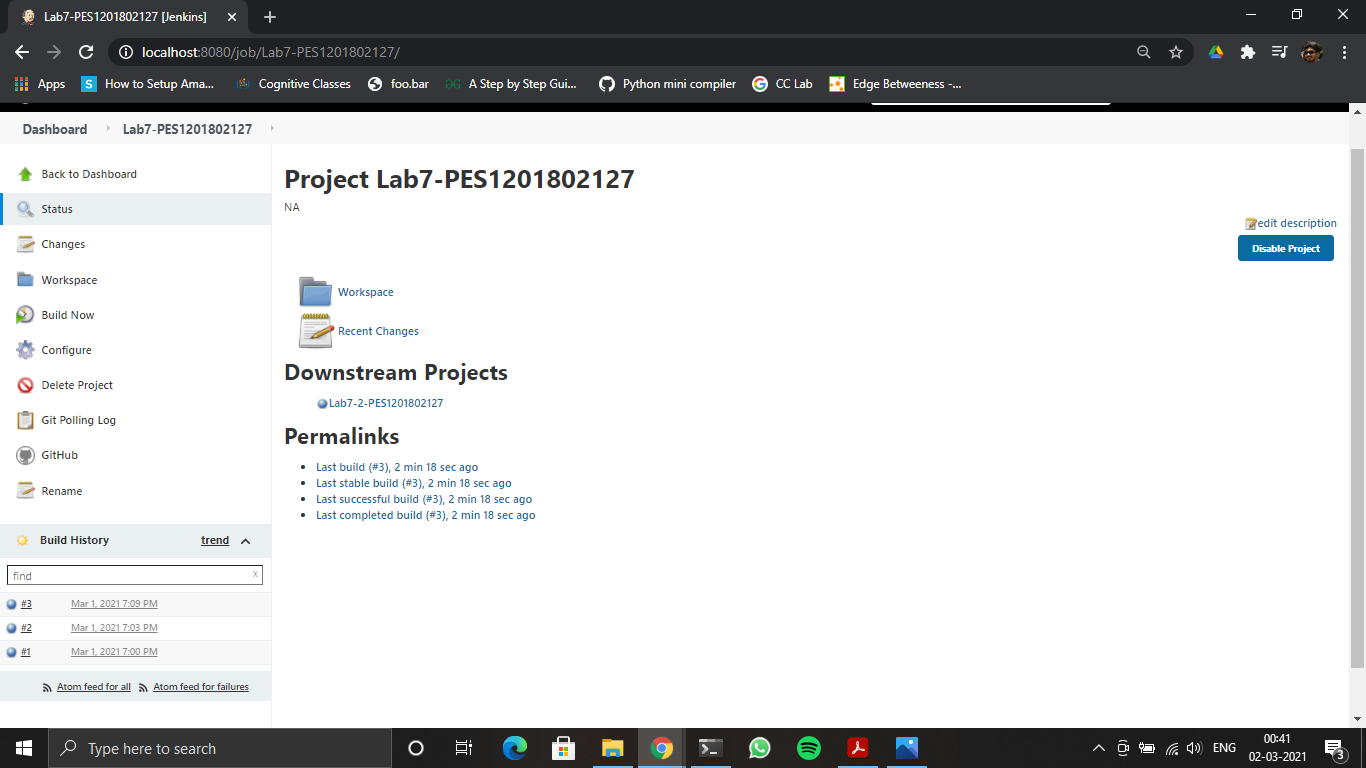 Lab7-PES1201802127 [Jenkins]
localhost:8080/job/Lab7-PES1201802127/
Apps How to Setup Ama... Cognitive Classes foo.bar A Step by Step Gui... Python mini compiler CC Lab Edge Betweeness -...
Dashboard Lab7-PES1201802127
Back to Dashboard
Status
Changes
Workspace
Build Now
Configure
Delete Project
Git Polling Log
GitHub
Rename
Build History trend
find x
#3 Mar 1, 2021 7:09 PM
#2 Mar 1, 2021 7:03 PM
#1 Mar 1, 2021 7:00 PM
Atom feed for all Atom feed for failures
Project Lab7-PES1201802127
NA
edit description
Disable Project
Workspace
Recent Changes
Downstream Projects
Lab7-2-PES1201802127
Permalinks
Last build (#3), 2 min 18 sec ago
Last stable build (#3), 2 min 18 sec ago
Last successful build (#3), 2 min 18 sec ago
Last completed build (#3), 2 min 18 sec ago
Type here to search
ENG
00:41
02-03-2021
3